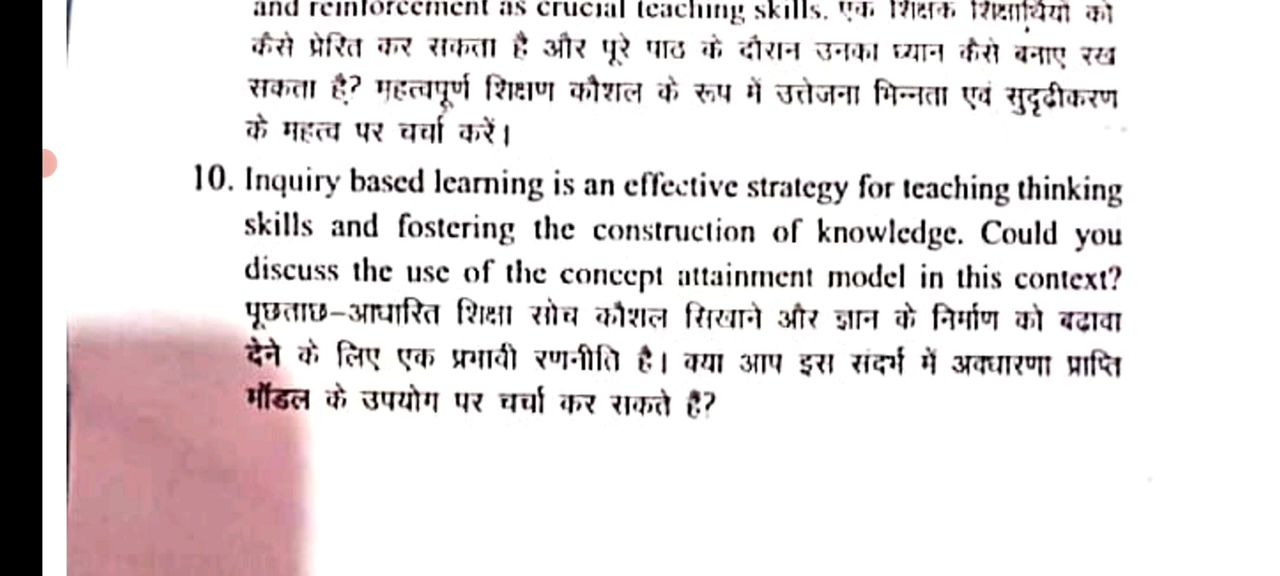 and reinforcement as crucial teaching skills. एक शिक्षक शिक्षार्थियों को
कैसे प्रेरित कर सकता है और पूरे पाठ के दौरान उनका ध्यान कैसे बनाए रख
सकता है? महत्वपूर्ण शिक्षण कौशल के रूप में उत्तेजना भिन्नता एवं सुदृढीकरण
के महत्व पर चर्चा करें।
10. Inquiry based learning is an effective strategy for teaching thinking
skills and fostering the construction of knowledge. Could you
discuss the use of the concept attainment model in this context?
पूछताछ-आधारित शिक्षा सोच कौशल सिखाने और ज्ञान के निर्माण को बढावा
देने के लिए एक प्रभावी रणनीति है। क्या आप इस संदर्भ में अवधारणा प्राप्ति
मॉडल के उपयोग पर चर्चा कर सकते हैं?